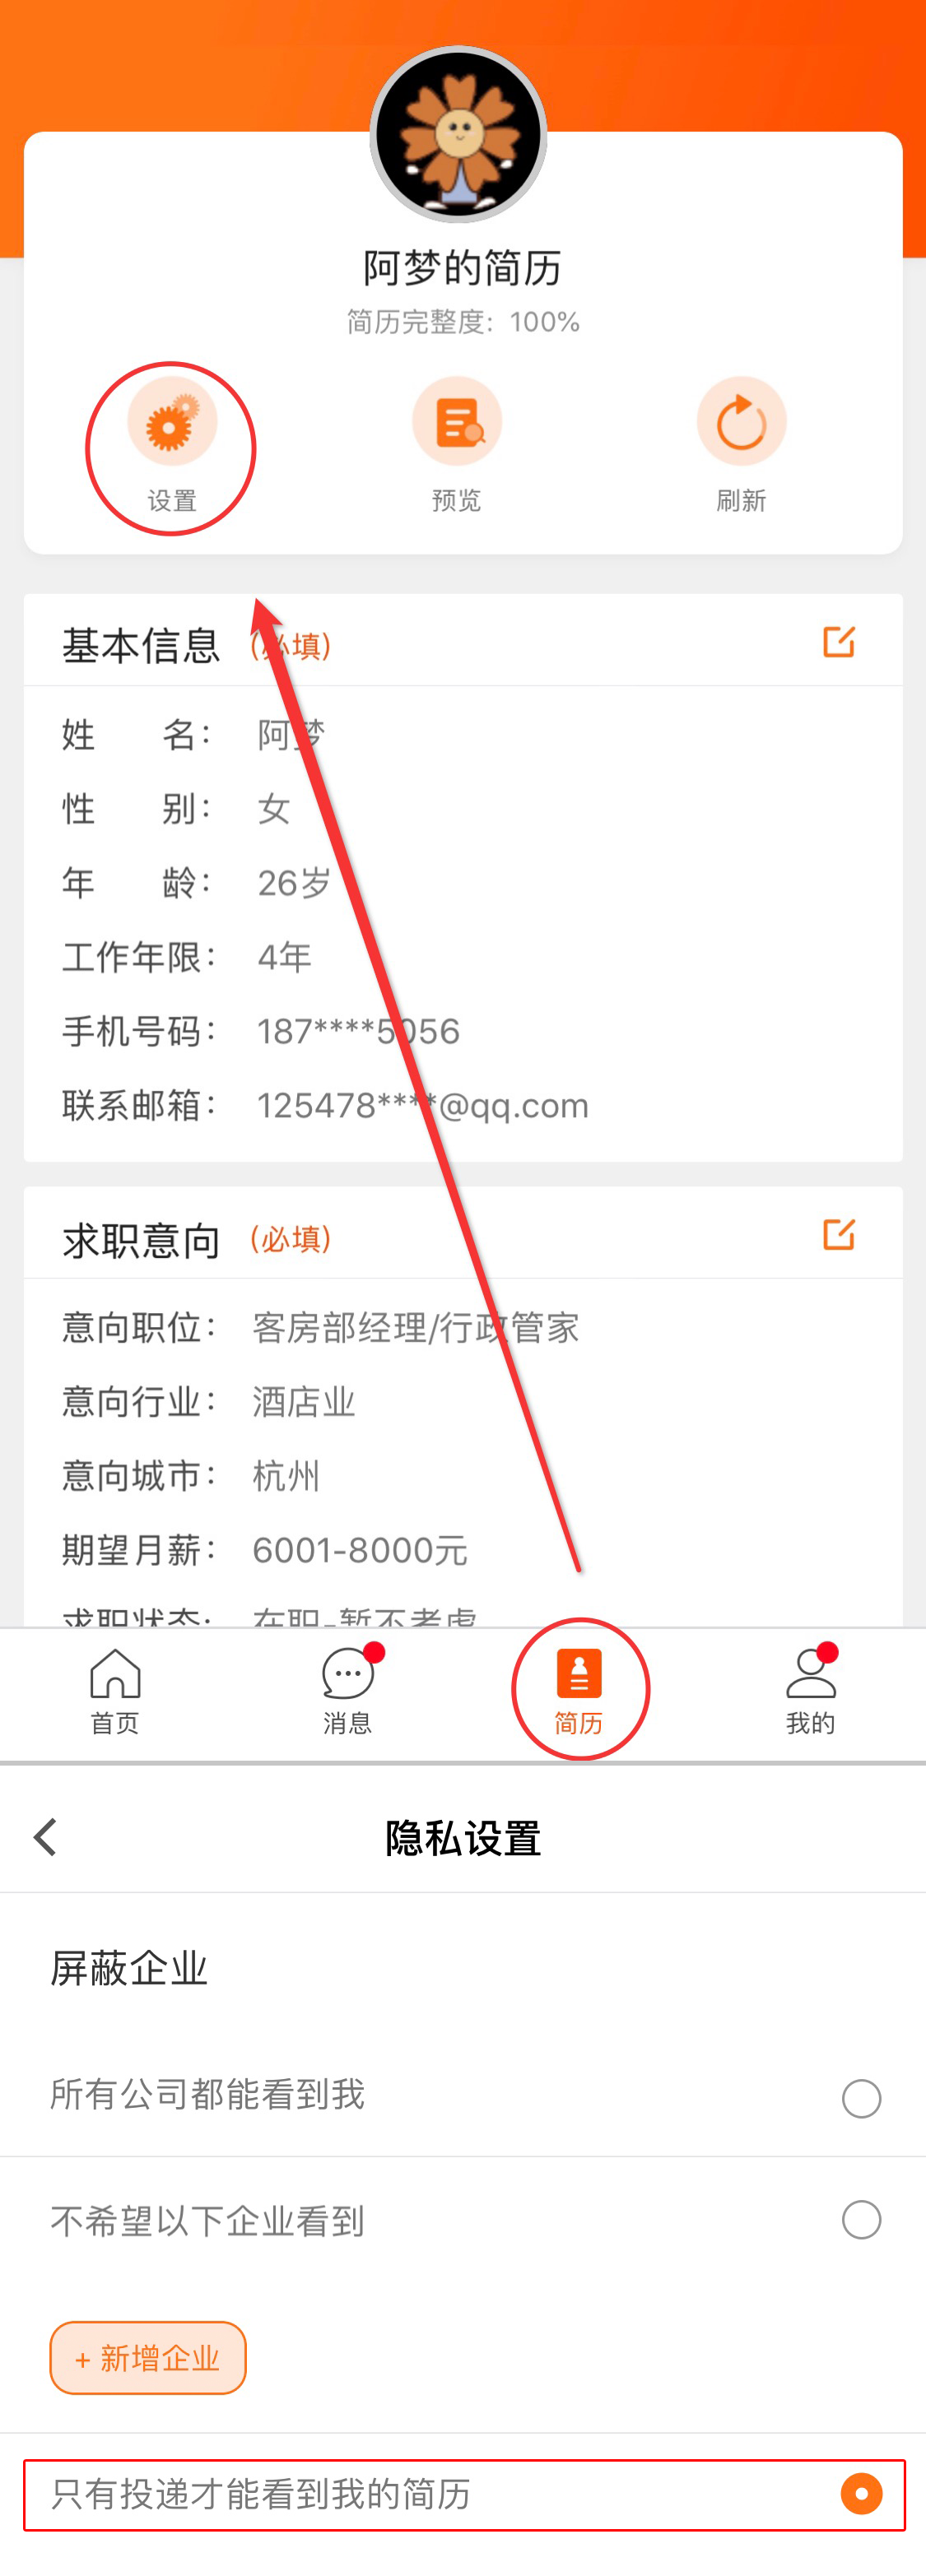 阿梦的简历
简历完整度：100%
设置 预览 刷新
基本信息 (必填)
姓 名： 阿梦
性 别： 女
年 龄： 26岁
工作年限： 4年
手机号码： 187****5056
联系邮箱： 125478****@qq.com
求职意向 (必填)
意向职位： 客房部经理/行政管家
意向行业： 酒店业
意向城市： 杭州
期望月薪： 6001-8000元
求职状态： 在职-暂不考虑
首页 消息 简历 我的
隐私设置
屏蔽企业
所有公司都能看到我
不希望以下企业看到
+ 新增企业
只有投递才能看到我的简历